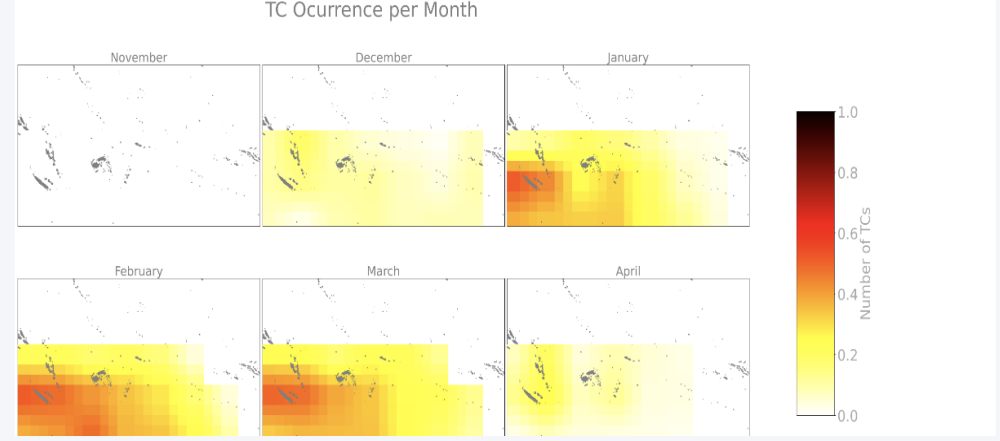 TC Ocurrence per Month
November
December
January
February
March
April
1.0
0.8
0.6
0.4
0.2
0.0
Number of TCs